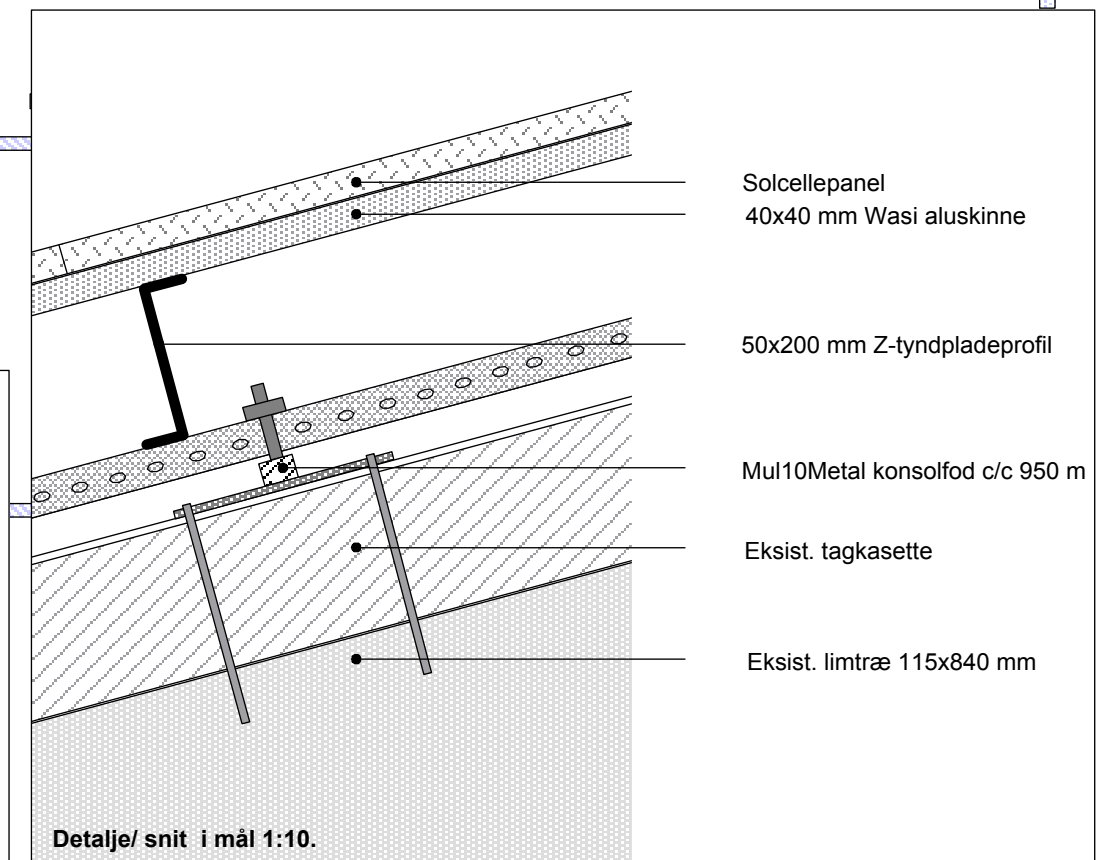 Solcellepanel
40x40 mm Wasi aluskinne
50x200 mm Z-tyndpladeprofil
Mul10Metal konsolfod c/c 950 m
Eksist. tagkasette
Eksist. limtræ 115x840 mm
Detalje/ snit i mål 1:10.